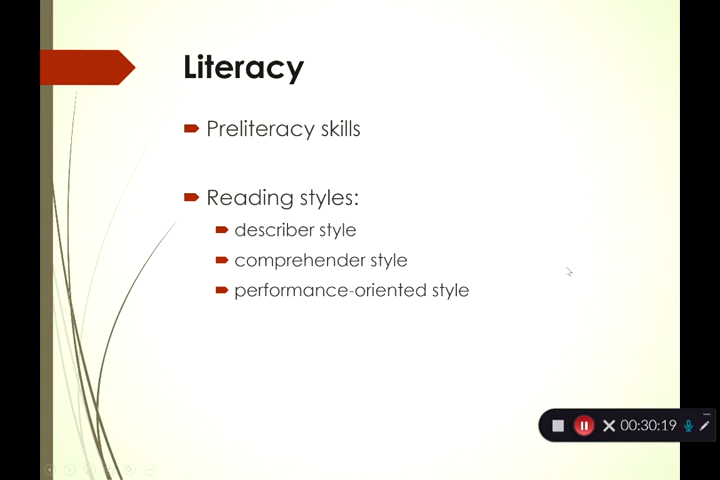 Literacy
Preliteracy skills
Reading styles:
describer style
comprehender style
performance-oriented style
00:30:19